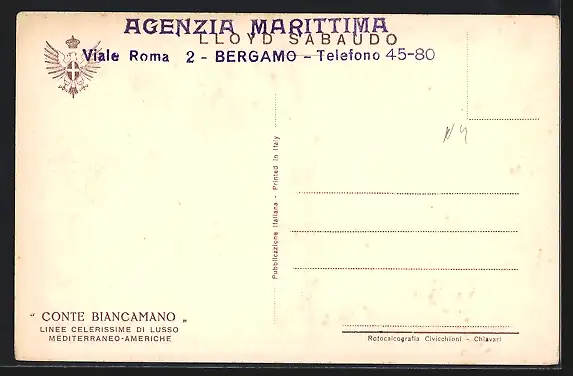 AGENZIA MARITTIMA
LLOYD SABAUDO
Viale Roma 2 - BERGAMO - Telefono 45-80
Pubblicazione Italiana - Printed in Italy
„ CONTE BIANCAMANO „
LINEE CELERISSIME DI LUSSO
MEDITERRANEO-AMERICHE
Rotocalcografia Civicchioni - Chiavari